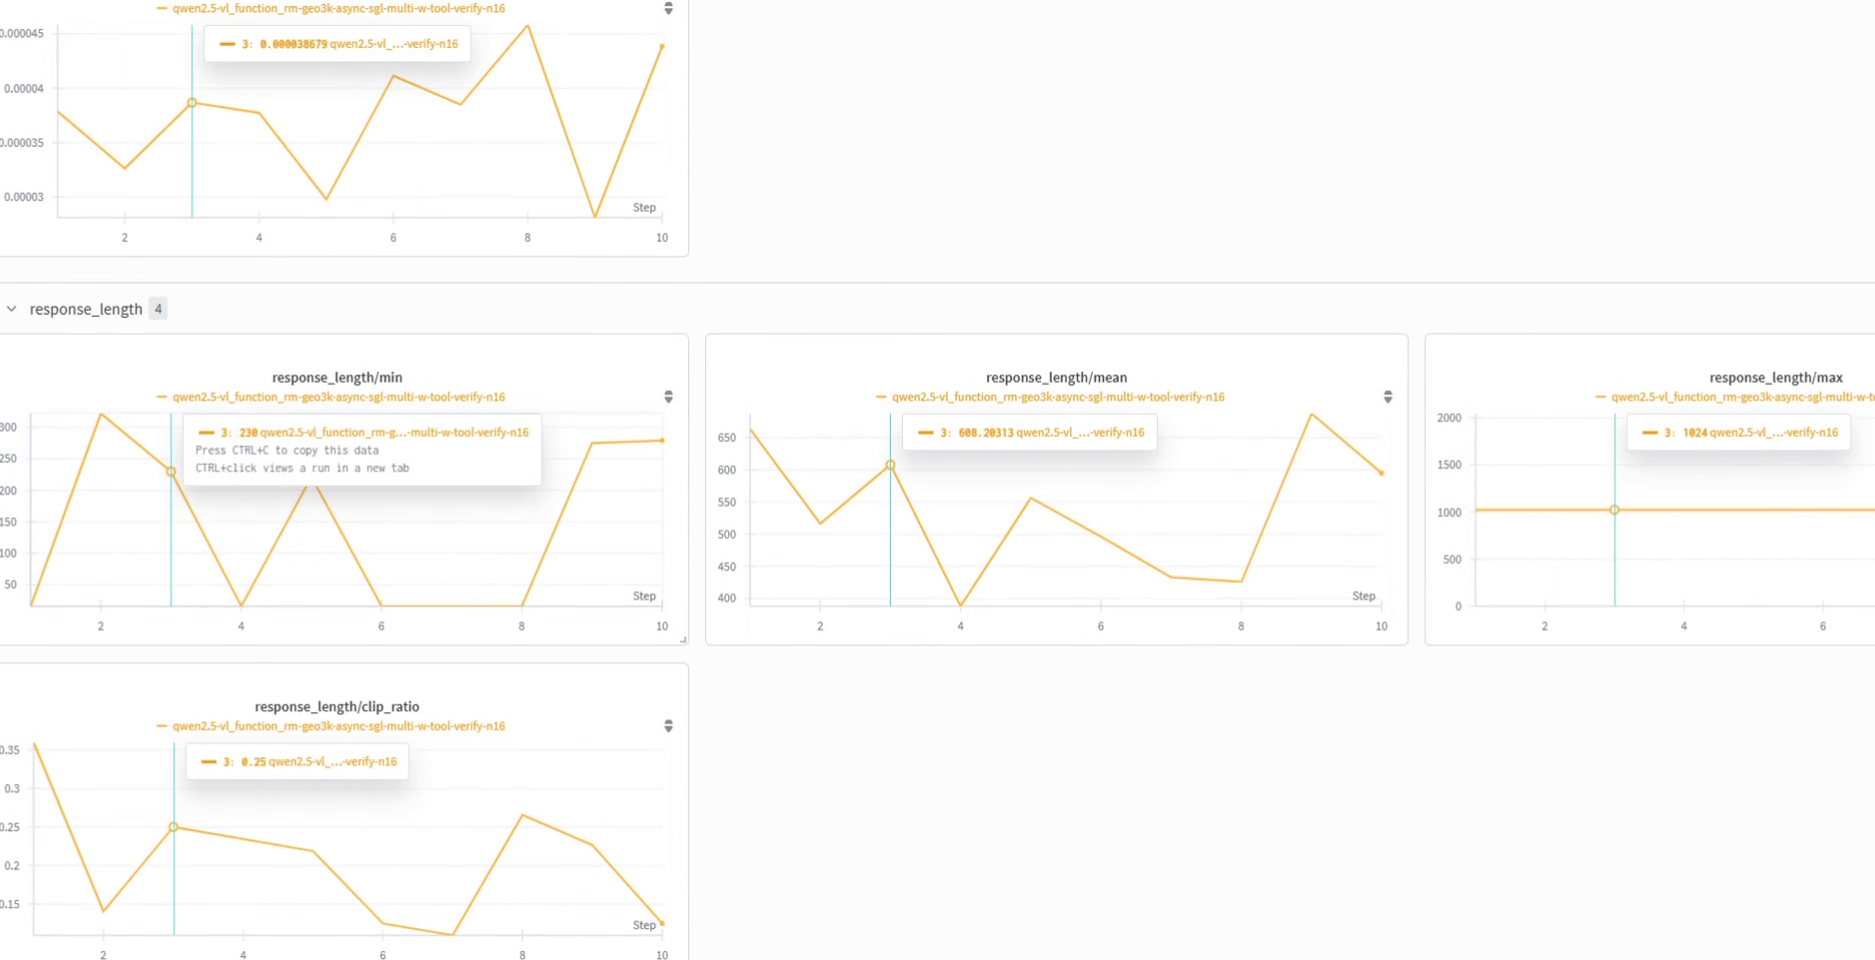 qwen2.5-vl_function_rm-geo3k-async-sgl-multi-w-tool-verify-n16
3: 0.000038679 qwen2.5-vl_...-verify-n16
0.000045
0.00004
0.000035
0.00003
Step
2 4 6 8 10
response_length 4
response_length/min
qwen2.5-vl_function_rm-geo3k-async-sgl-multi-w-tool-verify-n16
3: 230 qwen2.5-vl_function_rm-g...-multi-w-tool-verify-n16
Press CTRL+C to copy this data
CTRL+click views a run in a new tab
300
250
200
150
100
50
Step
2 4 6 8 10
response_length/mean
qwen2.5-vl_function_rm-geo3k-async-sgl-multi-w-tool-verify-n16
3: 608.20313 qwen2.5-vl_...-verify-n16
650
600
550
500
450
400
Step
2 4 6 8 10
response_length/max
qwen2.5-vl_function_rm-geo3k-async-sgl-multi-w-t
3: 1024 qwen2.5-vl_...-verify-n16
2000
1500
1000
500
0
2 4 6
response_length/clip_ratio
qwen2.5-vl_function_rm-geo3k-async-sgl-multi-w-tool-verify-n16
3: 0.25 qwen2.5-vl_...-verify-n16
0.35
0.3
0.25
0.2
0.15
Step
2 4 6 8 10